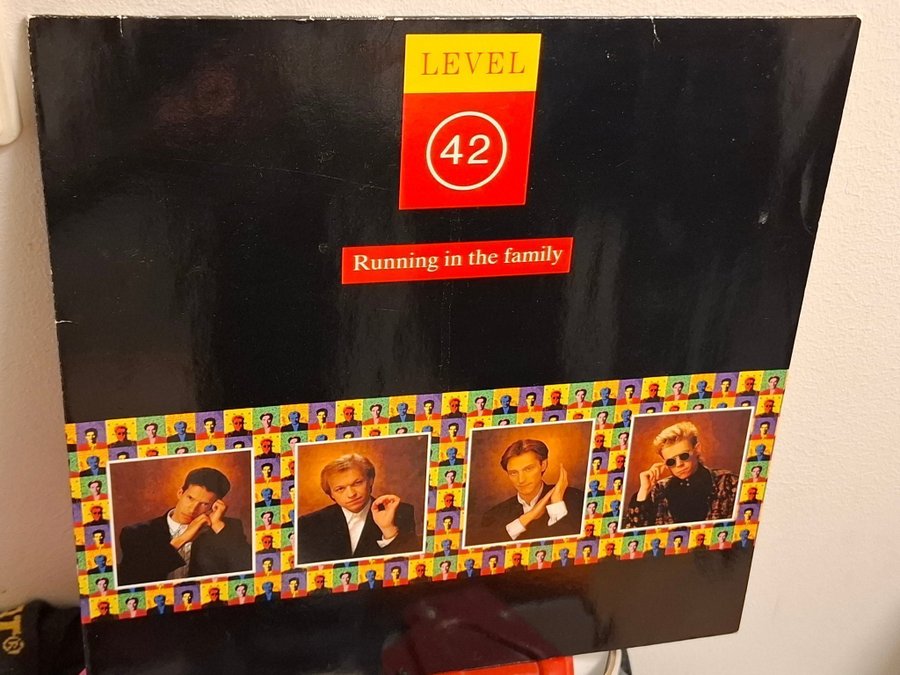 LEVEL
42
Running in the family